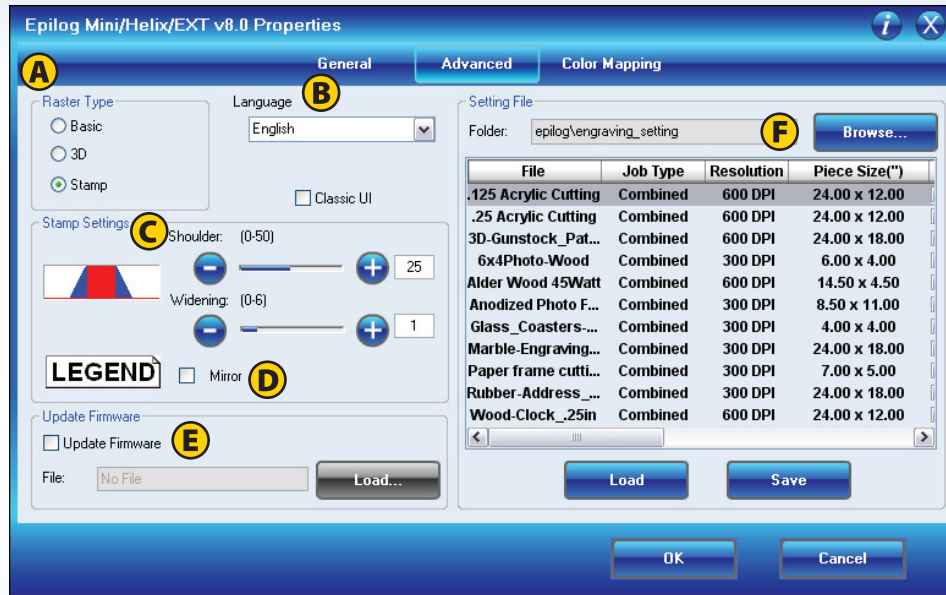 Epilog Mini/Helix/EXT v8.0 Properties
i X
General Advanced Color Mapping
A
Raster Type
Basic
3D
Stamp
Language B
English
Classic UI
Stamp Settings C
Shoulder: (0-50)
- + 25
Widening: (0-6)
- + 1
LEGEND Mirror D
Update Firmware
Update Firmware E
File: No File Load...
Setting File
Folder: epilog\engraving_setting F Browse...
File Job Type Resolution Piece Size(")
.125 Acrylic Cutting Combined 600 DPI 24.00 x 12.00
.25 Acrylic Cutting Combined 600 DPI 24.00 x 12.00
3D-Gunstock_Pat... Combined 600 DPI 24.00 x 18.00
6x4Photo-Wood Combined 300 DPI 6.00 x 4.00
Alder Wood 45Watt Combined 600 DPI 14.50 x 4.50
Anodized Photo F... Combined 300 DPI 8.50 x 11.00
Glass_Coasters-... Combined 300 DPI 4.00 x 4.00
Marble-Engraving... Combined 300 DPI 24.00 x 18.00
Paper frame cutti... Combined 300 DPI 7.00 x 5.00
Rubber-Address_... Combined 300 DPI 24.00 x 18.00
Wood-Clock_.25in Combined 600 DPI 24.00 x 12.00
Load Save
OK Cancel